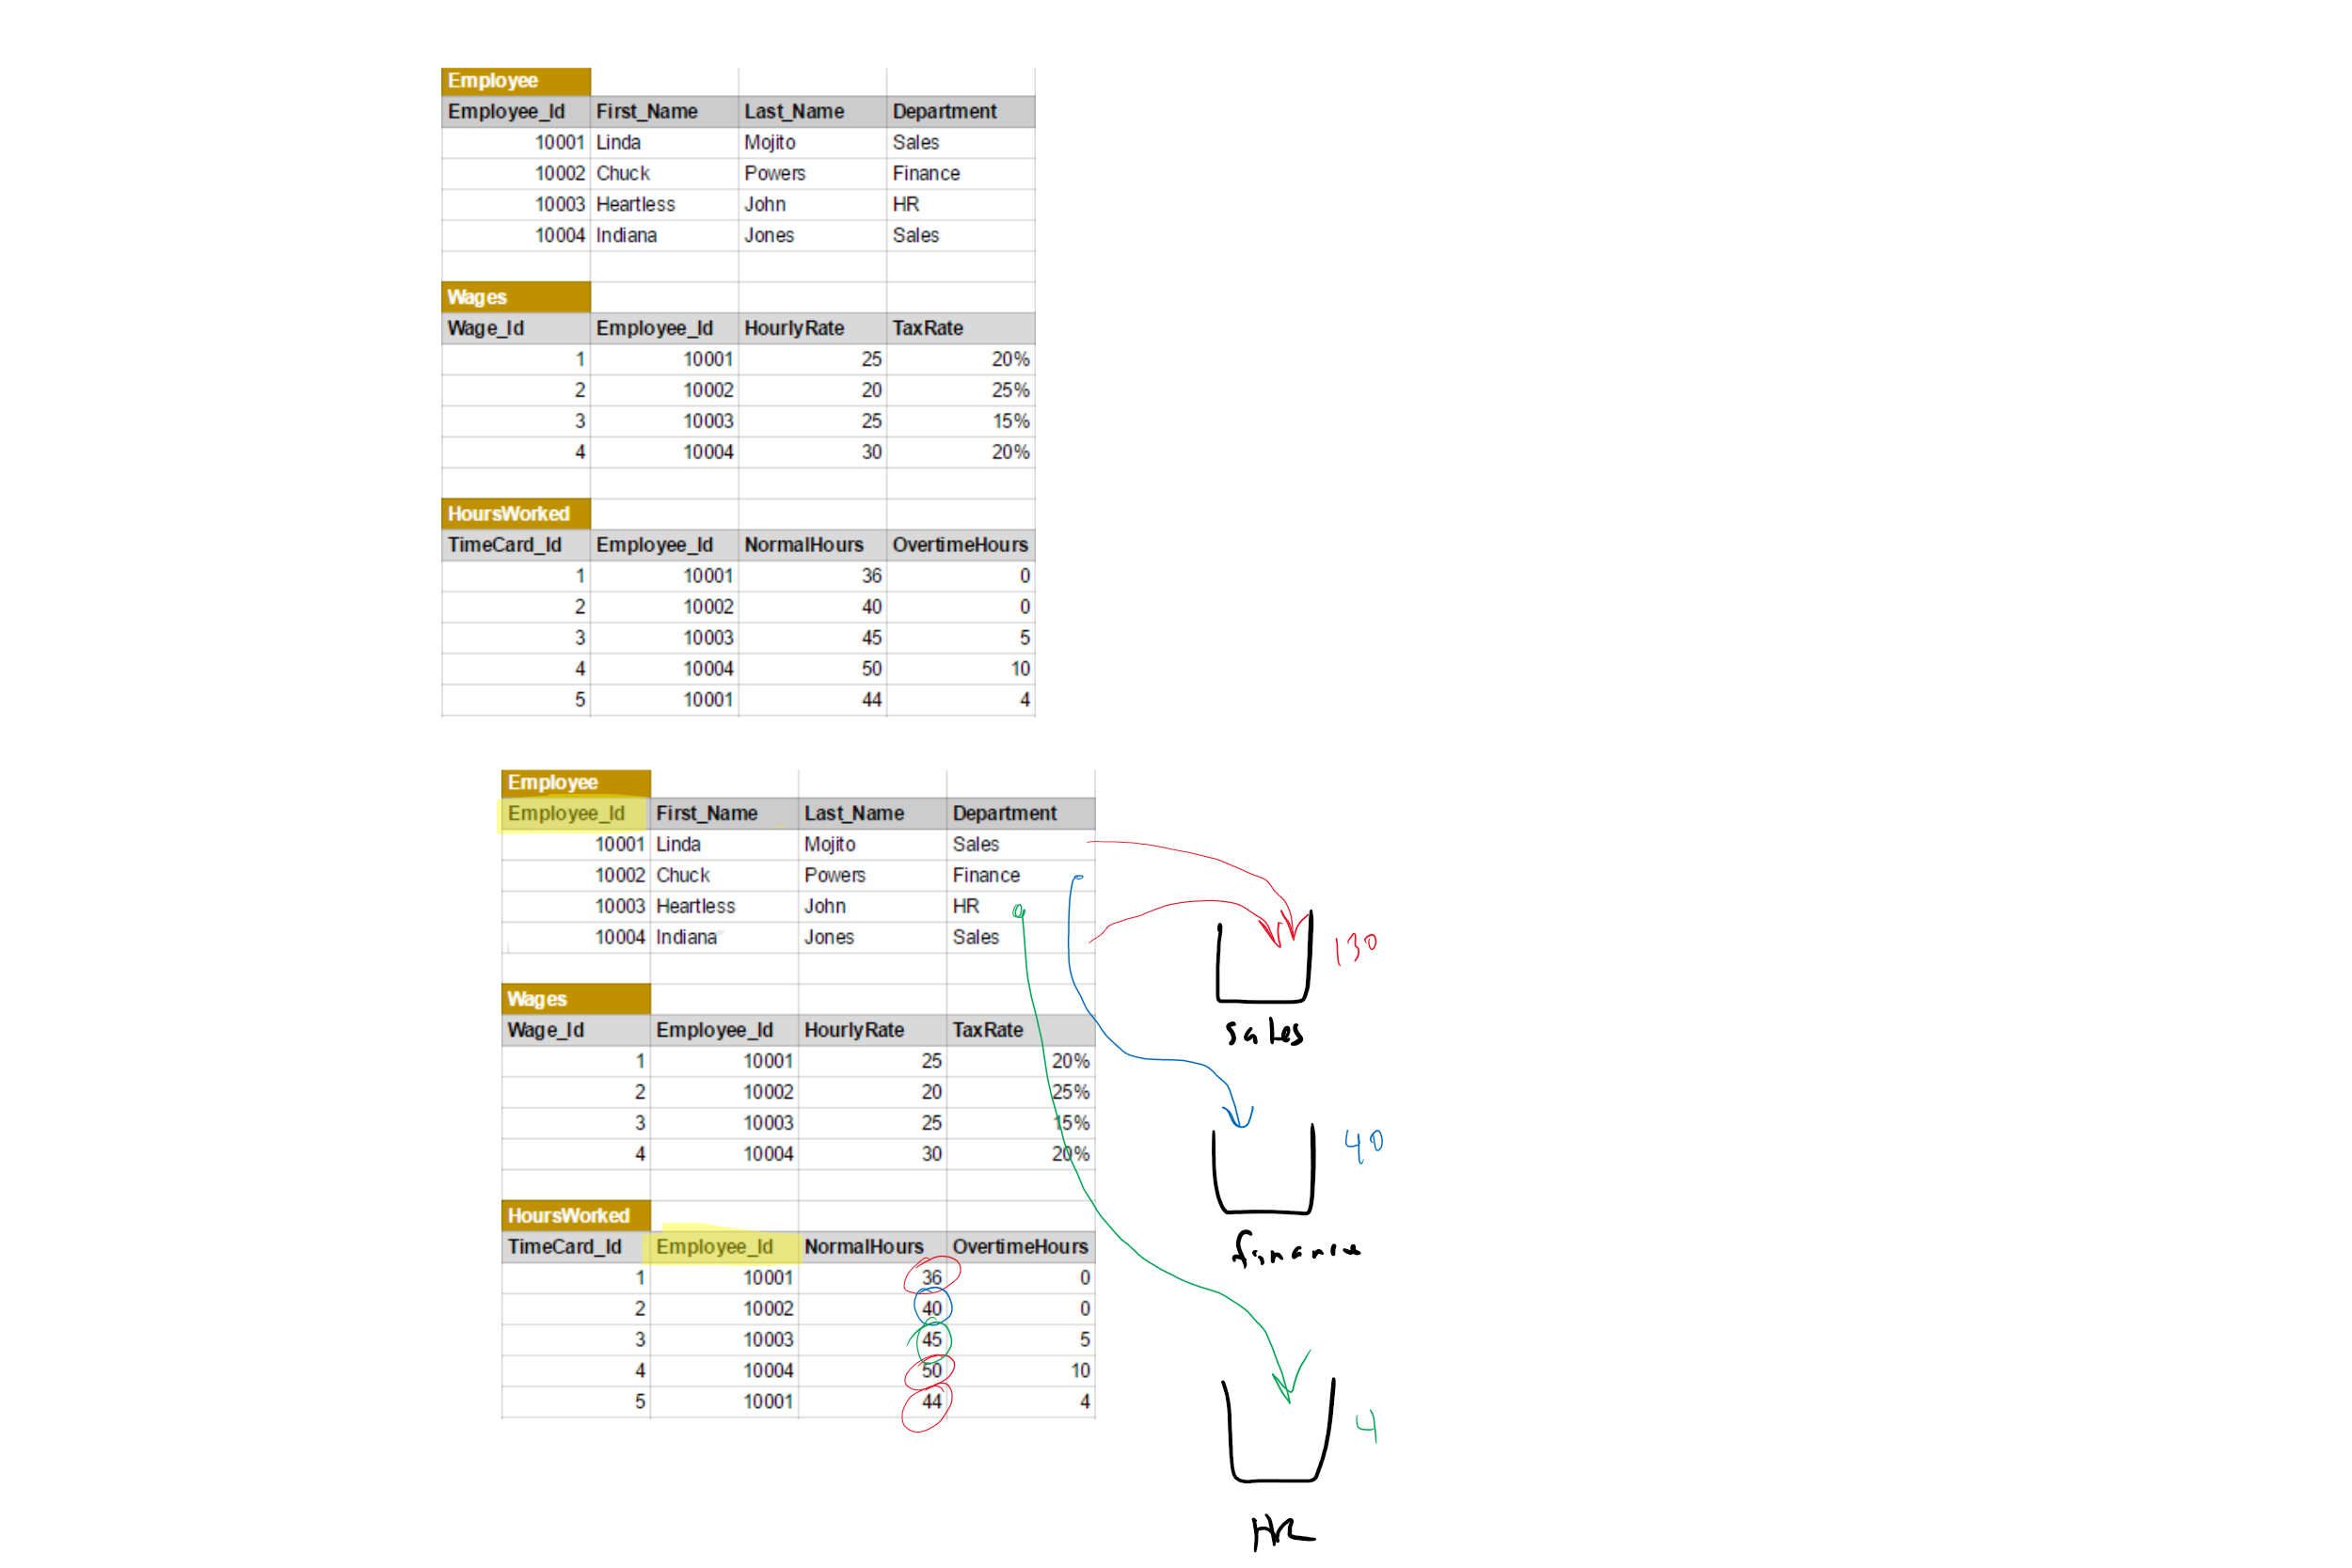 Employee
Employee_Id First_Name Last_Name Department
10001 Linda Mojito Sales
10002 Chuck Powers Finance
10003 Heartless John HR
10004 Indiana Jones Sales
Wages
Wage_Id Employee_Id HourlyRate TaxRate
1 10001 25 20%
2 10002 20 25%
3 10003 25 15%
4 10004 30 20%
HoursWorked
TimeCard_Id Employee_Id NormalHours OvertimeHours
1 10001 36 0
2 10002 40 0
3 10003 45 5
4 10004 50 10
5 10001 44 4
Employee
Employee_Id First_Name Last_Name Department
10001 Linda Mojito Sales
10002 Chuck Powers Finance
10003 Heartless John HR
10004 Indiana Jones Sales
Wages
Wage_Id Employee_Id HourlyRate TaxRate
1 10001 25 20%
2 10002 20 25%
3 10003 25 15%
4 10004 30 20%
HoursWorked
TimeCard_Id Employee_Id NormalHours OvertimeHours
1 10001 36 0
2 10002 40 0
3 10003 45 5
4 10004 50 10
5 10001 44 4
130
sales
40
finance
4
HR